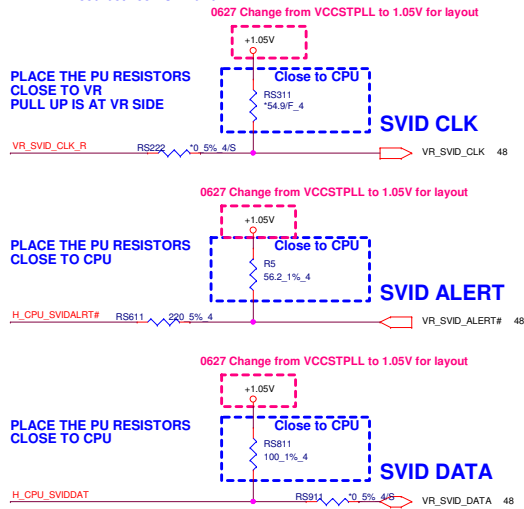 0627 Change from VCCSTPLL to 1.05V for layout
+1.05V
PLACE THE PU RESISTORS
CLOSE TO VR
PULL UP IS AT VR SIDE
Close to CPU
RS311
*54.9/F_4
SVID CLK
VR_SVID_CLK_R
RS222
*0_5%_4/S
VR_SVID_CLK 48
0627 Change from VCCSTPLL to 1.05V for layout
+1.05V
PLACE THE PU RESISTORS
CLOSE TO CPU
Close to CPU
R5
56.2_1%_4
SVID ALERT
H_CPU_SVIDALRT#
RS611
220_5%_4
VR_SVID_ALERT# 48
0627 Change from VCCSTPLL to 1.05V for layout
+1.05V
PLACE THE PU RESISTORS
CLOSE TO CPU
Close to CPU
RS811
100_1%_4
SVID DATA
H_CPU_SVIDDAT
RS911
*0_5%_4/S
VR_SVID_DATA 48